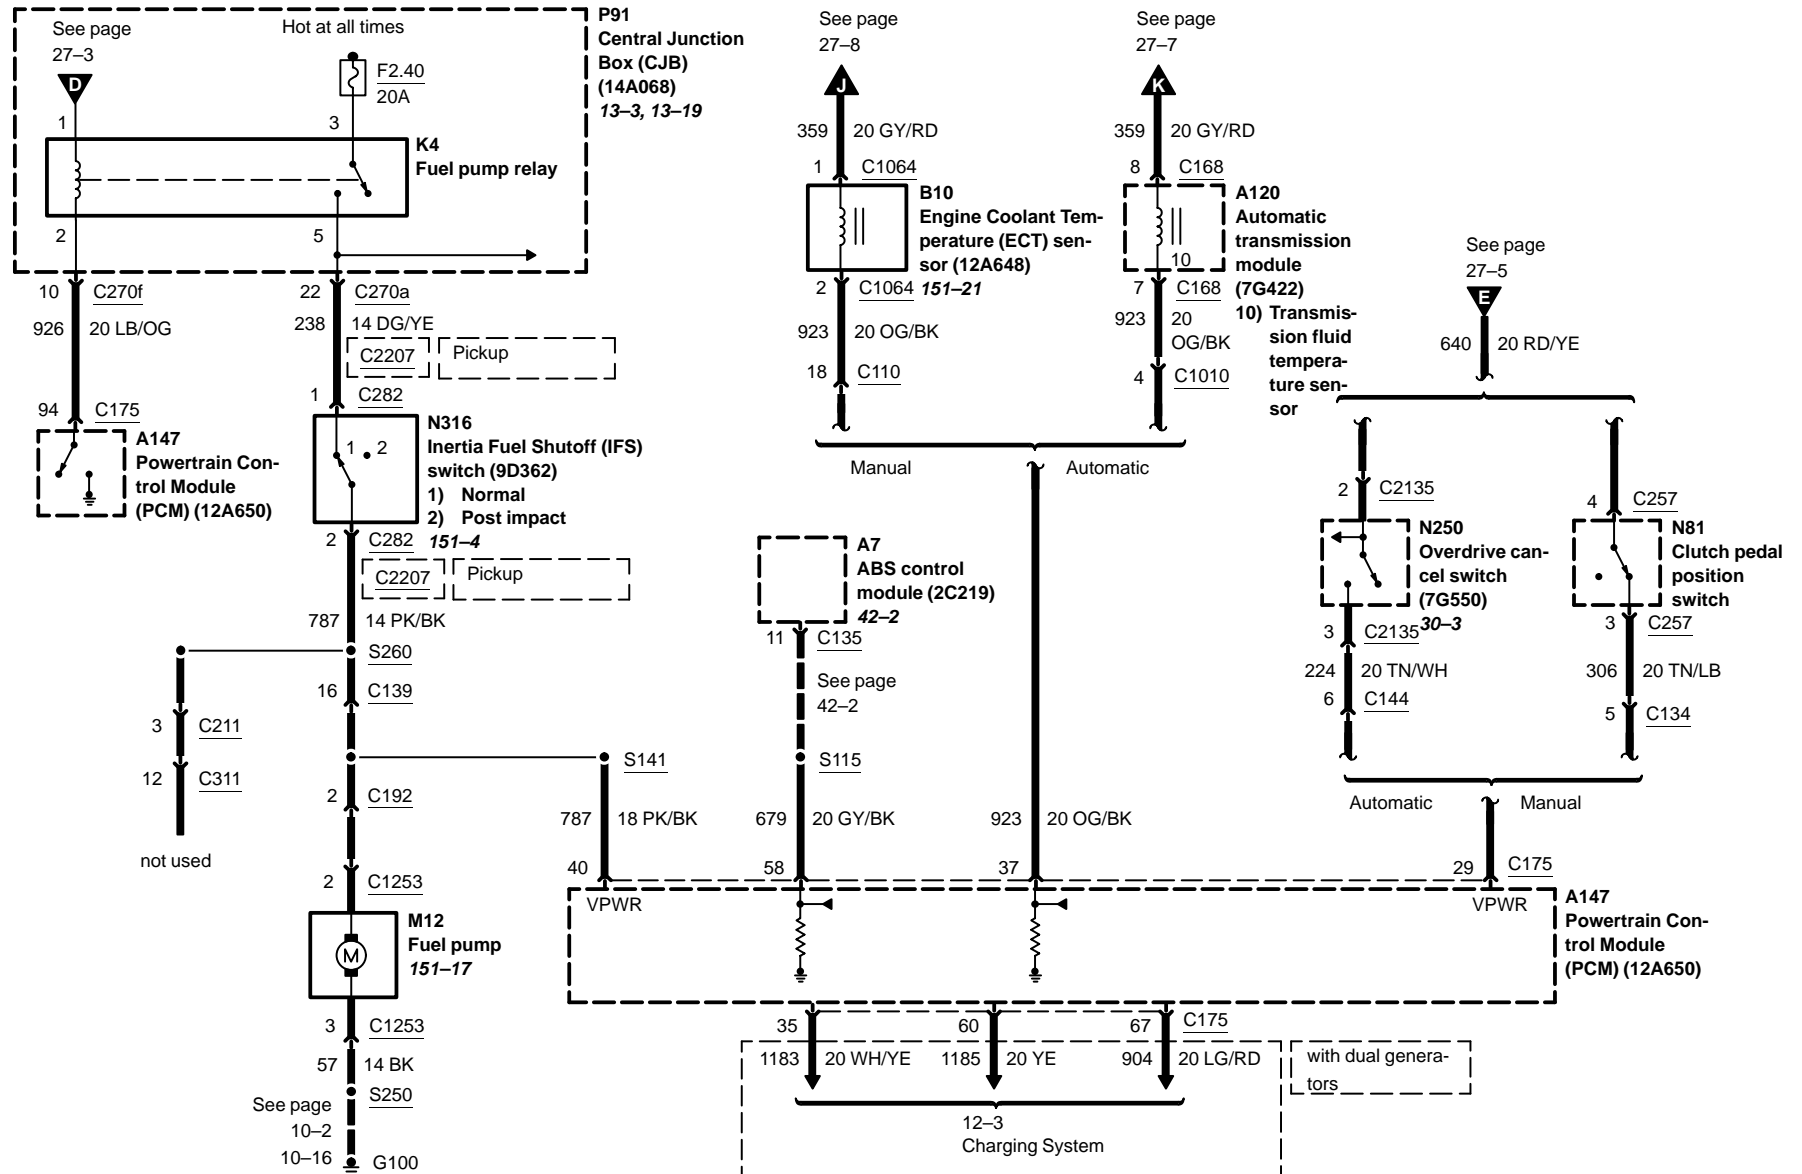 See page
27–3
D
Hot at all times
F2.40
20A
1
3
K4
Fuel pump relay
2
5
P91
Central Junction
Box (CJB)
(14A068)
13–3, 13–19
10
C270f
22
C270a
926
20 LB/OG
238
14 DG/YE
C2207
Pickup
1
C282
94
C175
A147
Powertrain Con-
trol Module
(PCM) (12A650)
1
2
N316
Inertia Fuel Shutoff (IFS)
switch (9D362)
1) Normal
2) Post impact
151–4
2
C282
C2207
Pickup
787
14 PK/BK
S260
16
C139
3
C211
12
C311
not used
S141
2
C192
787
18 PK/BK
2
C1253
M
M12
Fuel pump
151–17
3
C1253
57
14 BK
S250
See page
10–2
10–16
G100
See page
27–8
J
359
20 GY/RD
1
C1064
B10
Engine Coolant Tem-
perature (ECT) sen-
sor (12A648)
151–21
2
C1064
923
20 OG/BK
18
C110
See page
27–7
K
359
20 GY/RD
8
C168
10
A120
Automatic
transmission
module
(7G422)
10) Transmis-
sion fluid
tempera-
ture sen-
sor
7
C168
923
20
OG/BK
4
C1010
Manual
Automatic
A7
ABS control
module (2C219)
42–2
11
C135
See page
42–2
S115
679
20 GY/BK
923
20 OG/BK
See page
27–5
E
640
20 RD/YE
2
C2135
N250
Overdrive can-
cel switch
(7G550)
30–3
3
C2135
224
20 TN/WH
6
C144
4
C257
N81
Clutch pedal
position
switch
3
C257
306
20 TN/LB
5
C134
Automatic
Manual
40
58
37
29
C175
VPWR
VPWR
A147
Powertrain Con-
trol Module
(PCM) (12A650)
35
60
67
C175
1183
20 WH/YE
1185
20 YE
904
20 LG/RD
with dual genera-
tors
12–3
Charging System